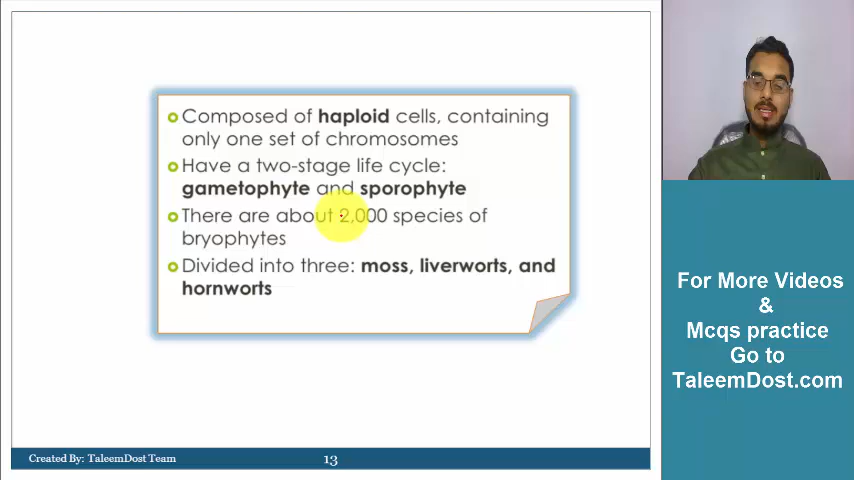 Composed of haploid cells, containing
only one set of chromosomes
Have a two-stage life cycle:
gametophyte and sporophyte
There are about 2,000 species of
bryophytes
Divided into three: moss, liverworts, and
hornworts
For More Videos
&
Mcqs practice
Go to
TaleemDost.com
Created By: TaleemDost Team
13